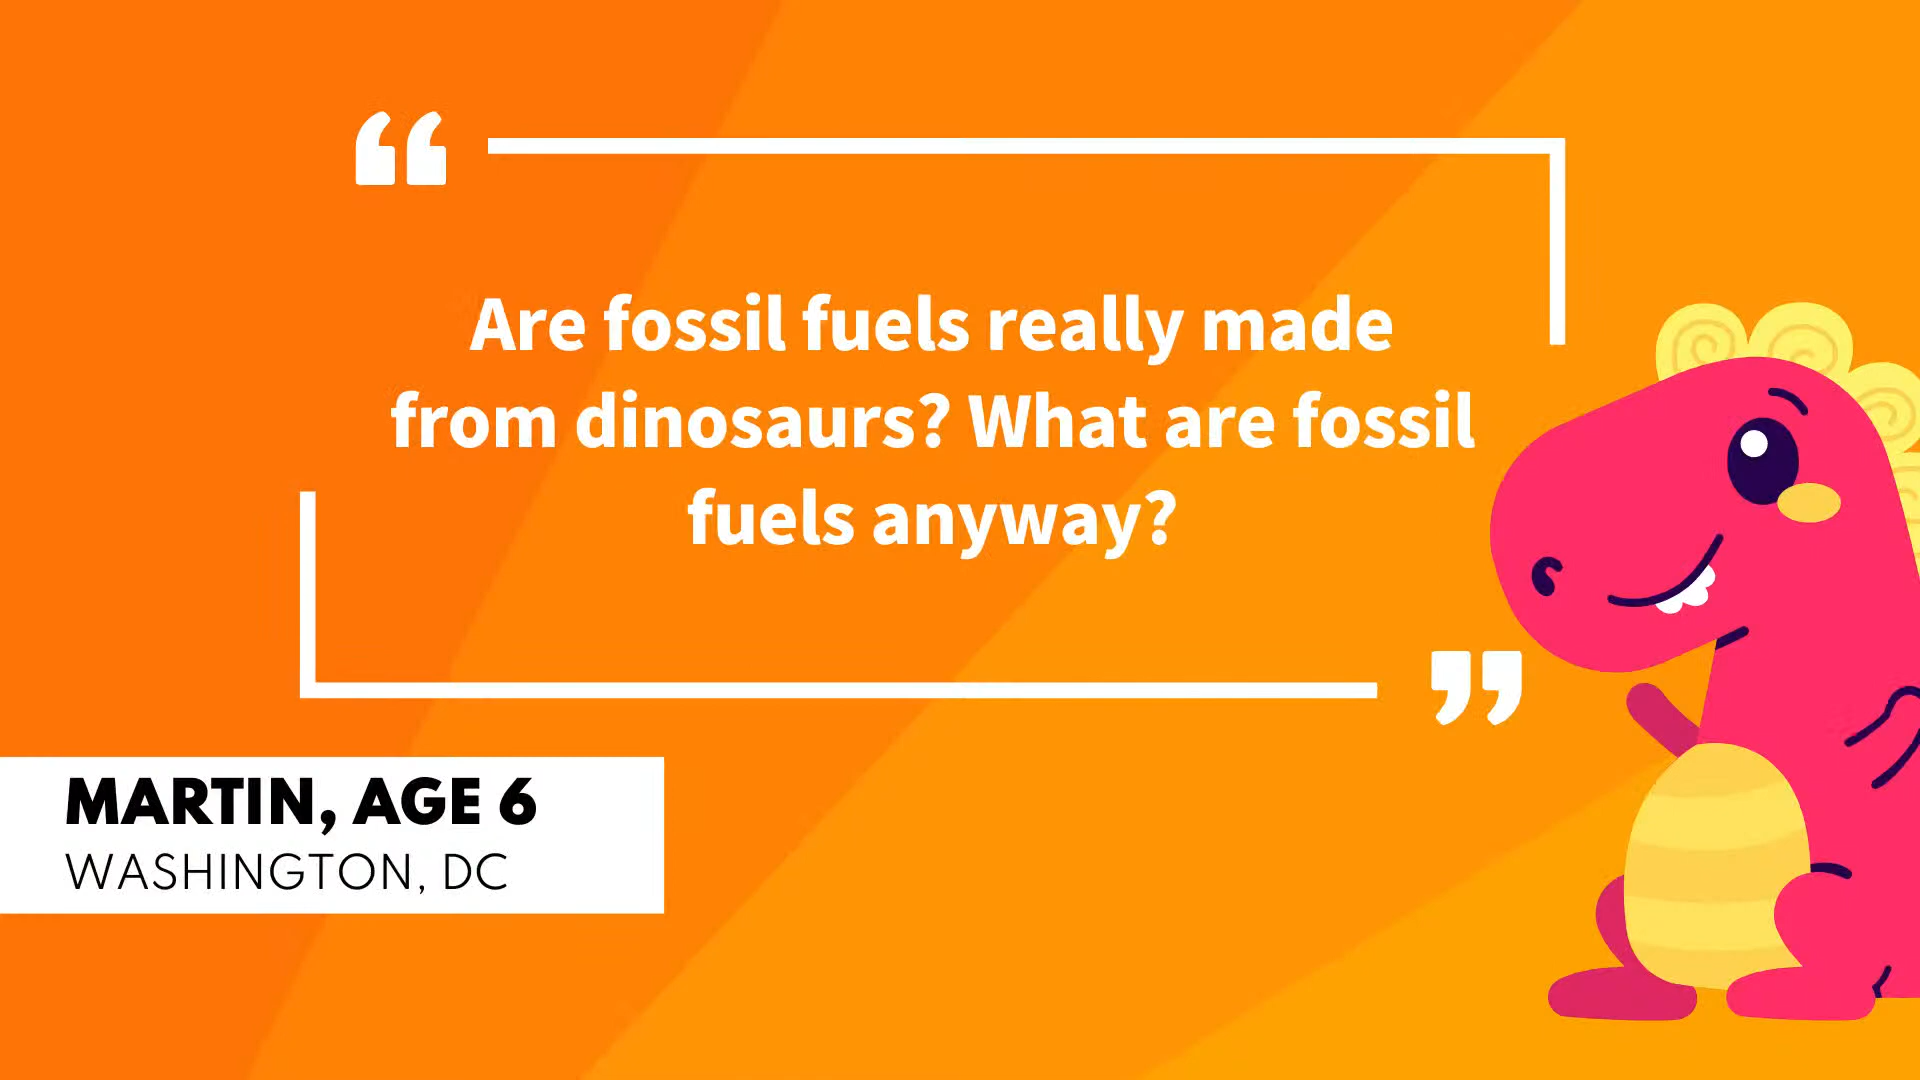 “
Are fossil fuels really made
from dinosaurs? What are fossil
fuels anyway?
”
MARTIN, AGE 6
WASHINGTON, DC